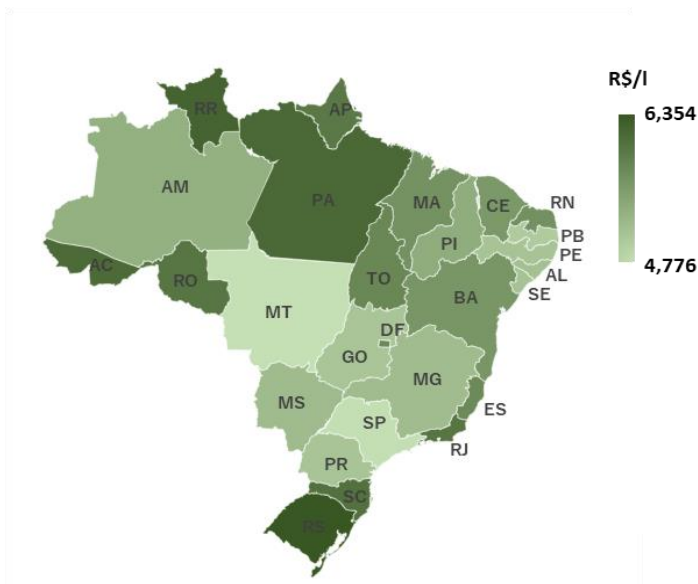 R$/l
6,354
4,776
RR
AP
AM
PA
MA
CE
RN
PB
PE
AL
SE
PI
AC
RO
TO
BA
MT
DF
GO
MG
MS
ES
SP
RJ
PR
SC
RS